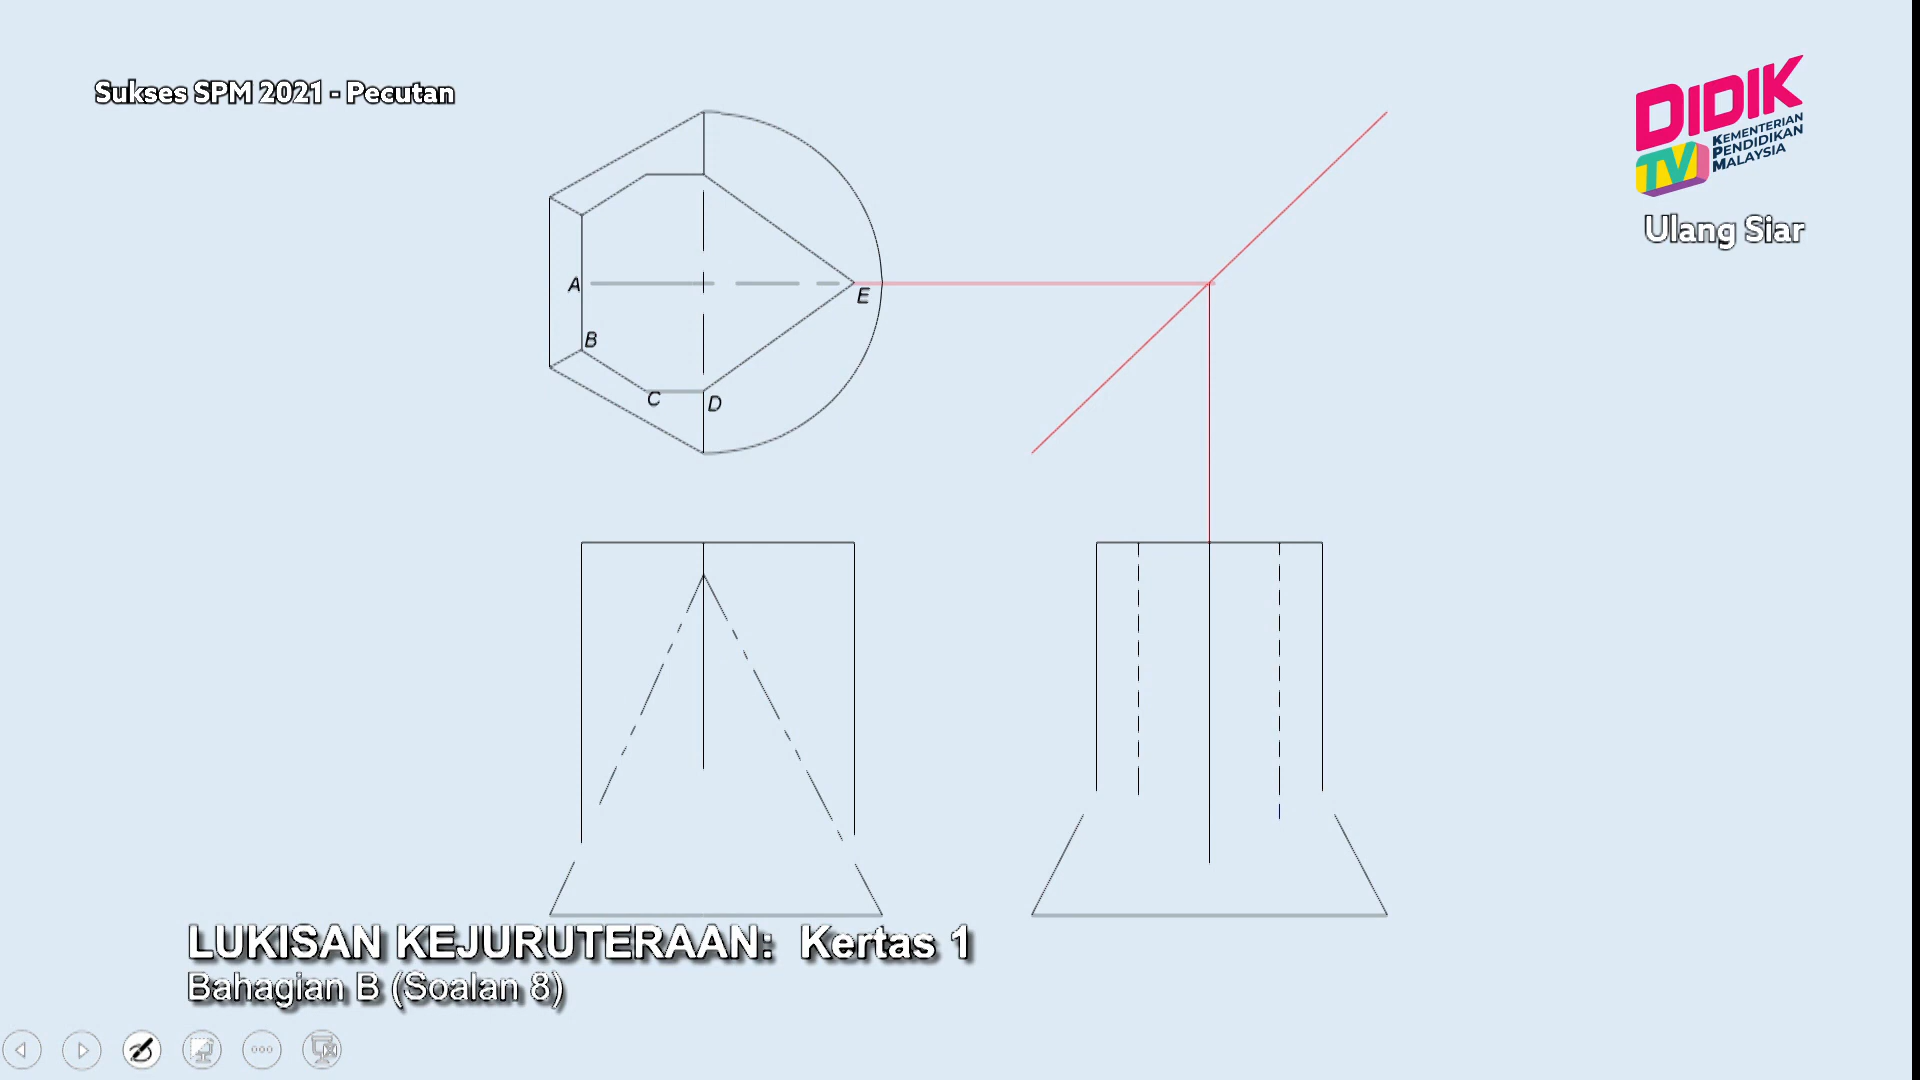 Sukses SPM 2021 - Pecutan
DIDIK
TV
KEMENTERIAN
PENDIDIKAN
MALAYSIA
Ulang Siar
A
E
B
C
D
LUKISAN KEJURUTERAAN: Kertas 1
Bahagian B (Soalan 8)